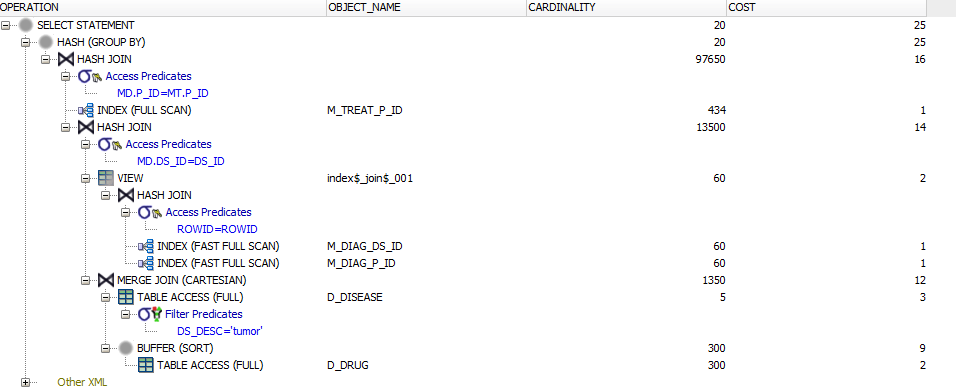 OPERATION OBJECT_NAME CARDINALITY COST
SELECT STATEMENT 20 25
HASH (GROUP BY) 20 25
HASH JOIN 97650 16
Access Predicates
MD.P_ID=MT.P_ID
INDEX (FULL SCAN) M_TREAT_P_ID 434 1
HASH JOIN 13500 14
Access Predicates
MD.DS_ID=DS_ID
VIEW index$_join$_001 60 2
HASH JOIN
Access Predicates
ROWID=ROWID
INDEX (FAST FULL SCAN) M_DIAG_DS_ID 60 1
INDEX (FAST FULL SCAN) M_DIAG_P_ID 60 1
MERGE JOIN (CARTESIAN) 1350 12
TABLE ACCESS (FULL) D_DISEASE 5 3
Filter Predicates
DS_DESC='tumor'
BUFFER (SORT) 300 9
TABLE ACCESS (FULL) D_DRUG 300 2
Other XML